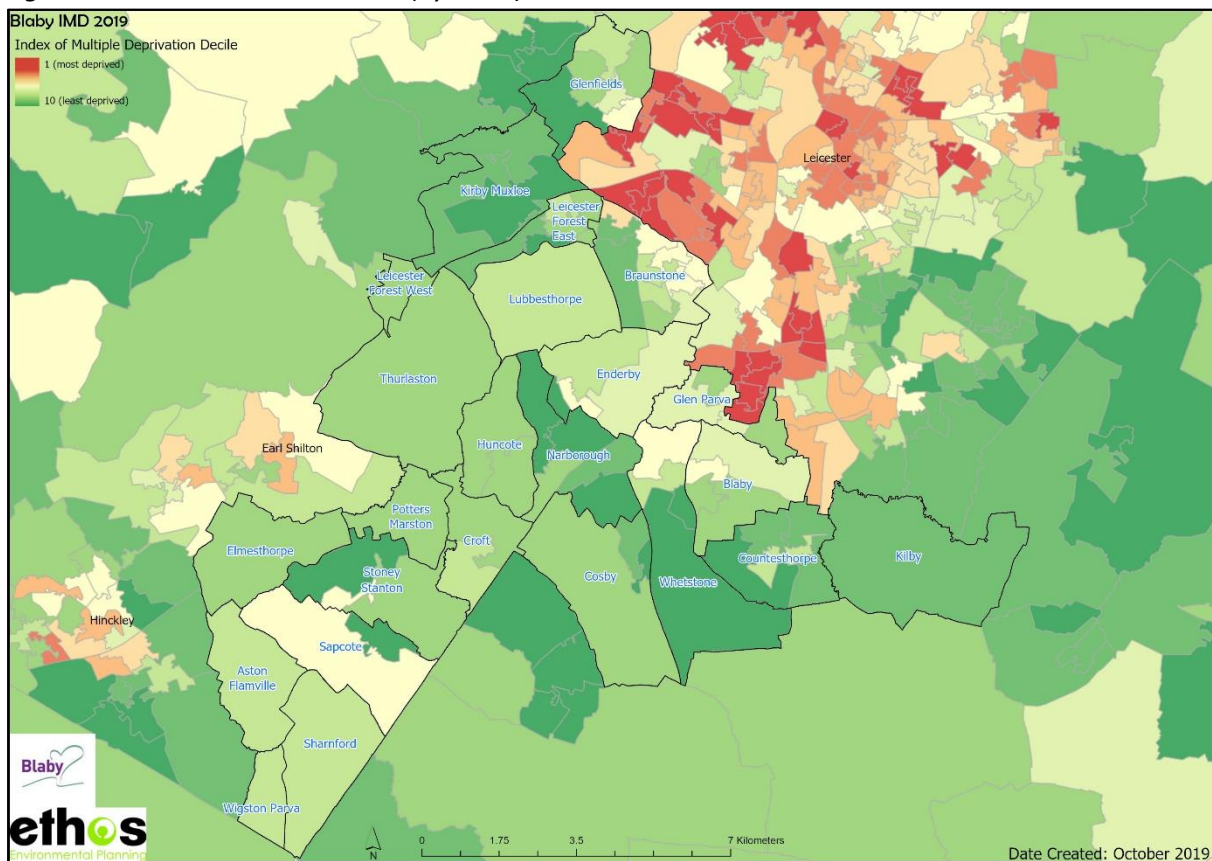 Blaby IMD 2019
Index of Multiple Deprivation Decile
1 (most deprived)
10 (least deprived)
Glenfields
Leicester
Kirby Muxloe
Leicester
Forest
East
Leicester
Forest West
Braunstone
Lubbesthorpe
Thurlaston
Enderby
Glen Parva
Earl Shilton
Huncote
Narborough
Blaby
Potters
Marston
Croft
Elmesthorpe
Stoney
Stanton
Cosby
Whetstone
Countesthorpe
Kilby
Hinckley
Sapcote
Aston
Flamville
Sharnford
Wigston Parva
Blaby
ethos
Environmental Planning
N
0 1.75 3.5 7 Kilometers
Date Created: October 2019